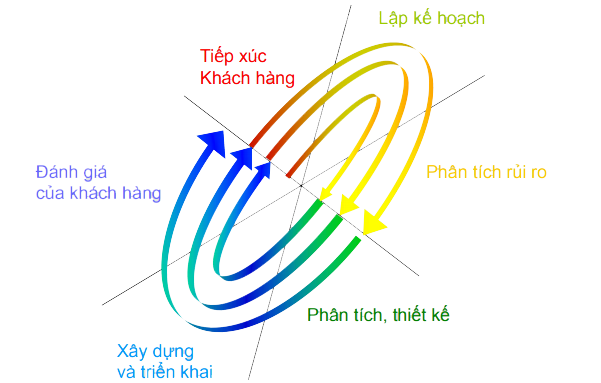 Lập kế hoạch
Tiếp xúc
Khách hàng
Đánh giá
của khách hàng
Phân tích rủi ro
Phân tích, thiết kế
Xây dựng
và triển khai